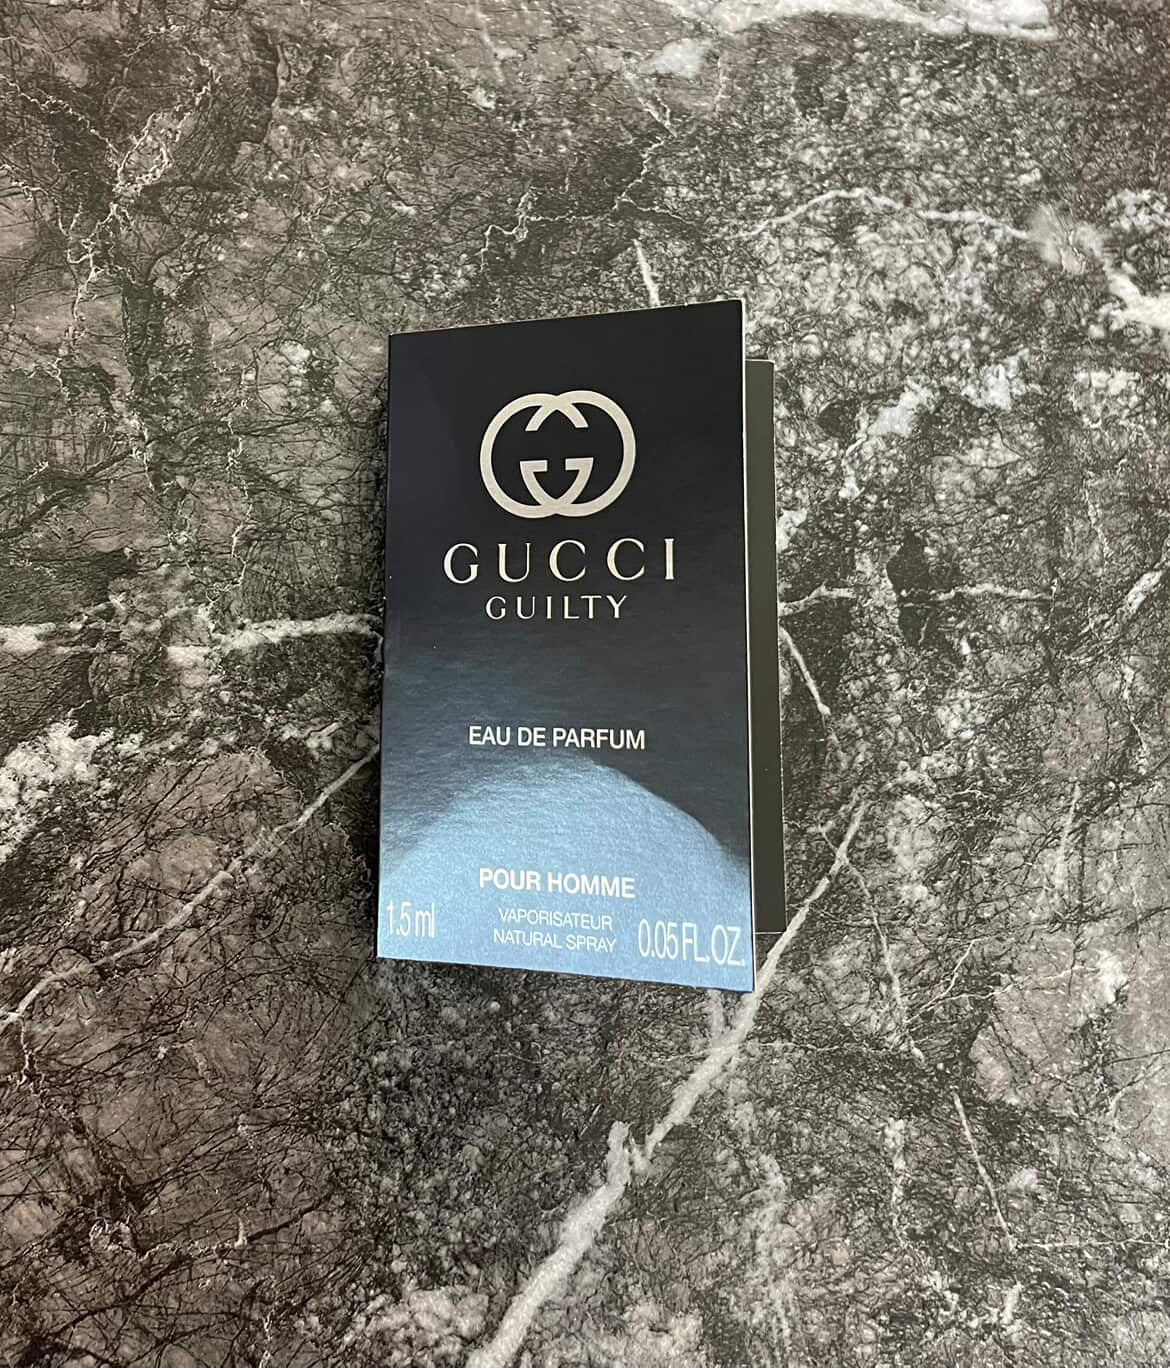 GUCCI
GUILTY
EAU DE PARFUM
POUR HOMME
1.5 ml
VAPORISATEUR
NATURAL SPRAY
0.05 FL. OZ.